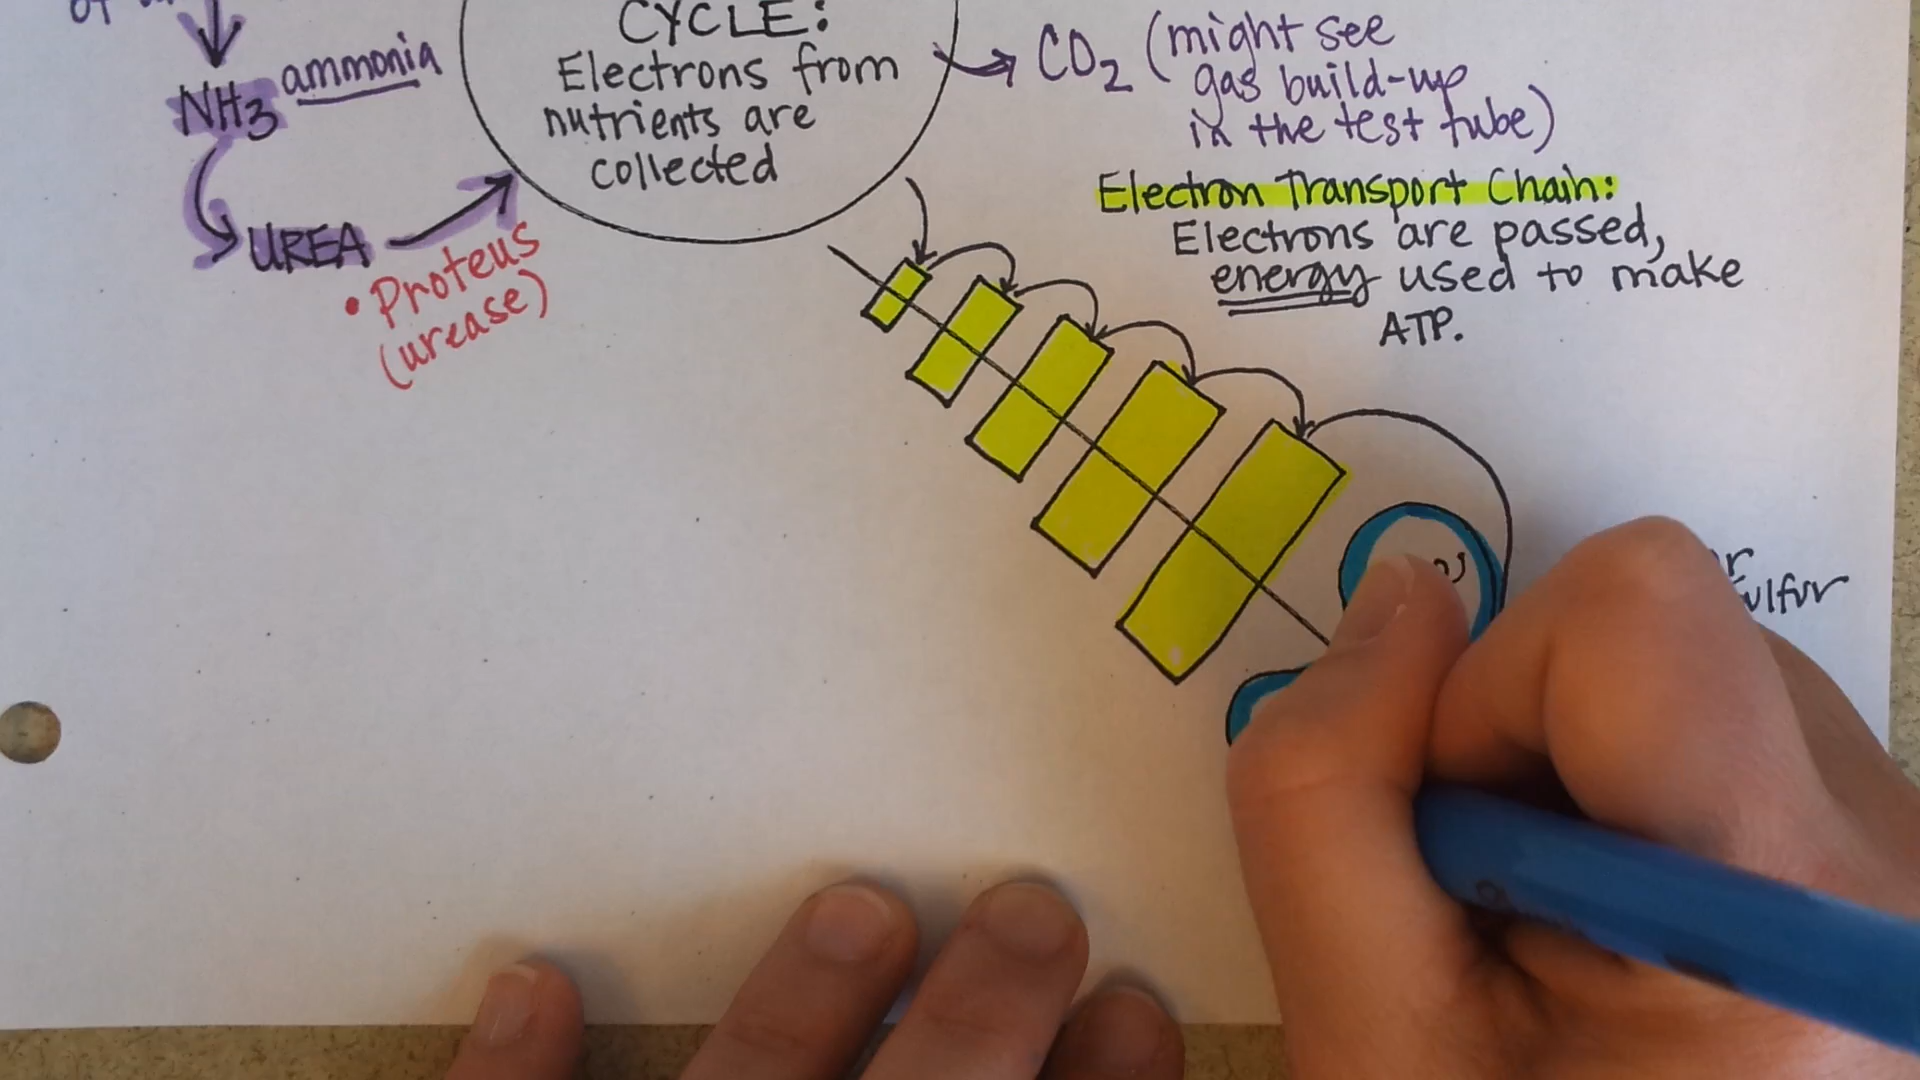 of
CYCLE:
Electrons from
nutrients are
collected
NH3 ammonia
UREA
• Proteus
(urease)
CO2 (might see
gas build-up
in the test tube)
Electron Transport Chain:
Electrons are passed,
energy used to make
ATP.